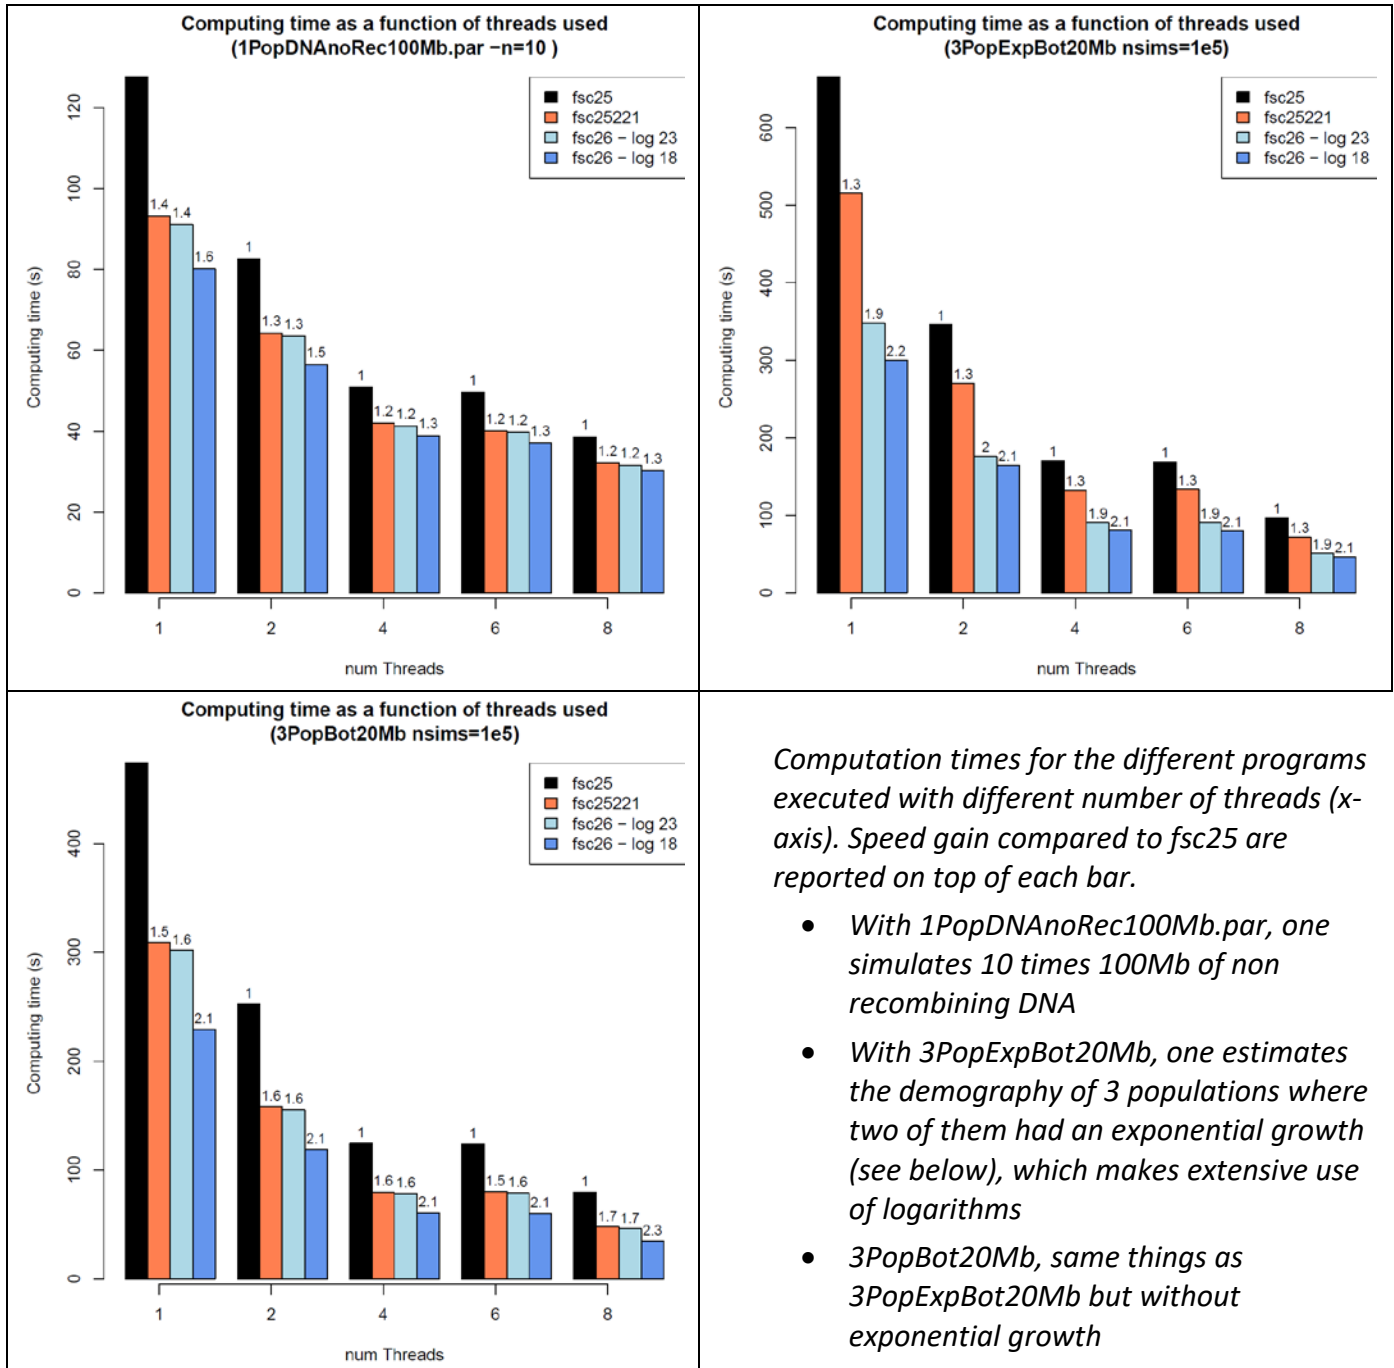 Computing time as a function of threads used
(1PopDNAnoRec100Mb.par −n=10 )
fsc25
fsc25221
fsc26 − log 23
fsc26 − log 18
Computing time (s)
0
20
40
60
80
100
120
1.4
1.4
1.6
1
1.3
1.3
1.5
1
1.2
1.2
1.3
1
1.2
1.2
1.3
1
1.2
1.2
1.3
1
2
4
6
8
num Threads
Computing time as a function of threads used
(3PopExpBot20Mb nsims=1e5)
fsc25
fsc25221
fsc26 − log 23
fsc26 − log 18
Computing time (s)
0
100
200
300
400
500
600
1.3
1.9
2.2
1
1.3
2
2.1
1
1.3
1.9
2.1
1
1.3
1.9
2.1
1
1.3
1.9
2.1
1
2
4
6
8
num Threads
Computing time as a function of threads used
(3PopBot20Mb nsims=1e5)
fsc25
fsc25221
fsc26 − log 23
fsc26 − log 18
Computing time (s)
0
100
200
300
400
1.5
1.6
2.1
1
1.6
1.6
2.1
1
1.6
1.6
2.1
1
1.5
1.6
2.1
1
1.7
1.7
2.3
1
2
4
6
8
num Threads
Computation times for the different programs
executed with different number of threads (x-
axis). Speed gain compared to fsc25 are
reported on top of each bar.
• With 1PopDNAnoRec100Mb.par, one
simulates 10 times 100Mb of non
recombining DNA
• With 3PopExpBot20Mb, one estimates
the demography of 3 populations where
two of them had an exponential growth
(see below), which makes extensive use
of logarithms
• 3PopBot20Mb, same things as
3PopExpBot20Mb but without
exponential growth